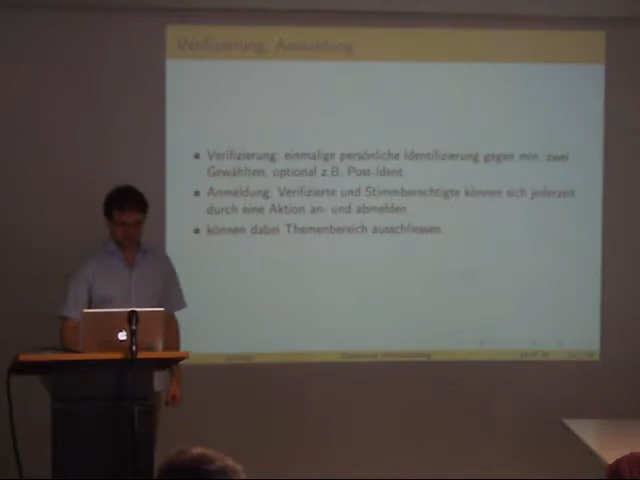 Verifizierung, Anmeldung
Verifizierung: einmalige persönliche Identifizierung gegen min. zwei
Gewählten, optional z.B. Post-Ident
Anmeldung: Verifizierte und Stimmberechtigte können sich jederzeit
durch eine Aktion an- und abmelden
können dabei Themenbereich ausschliessen